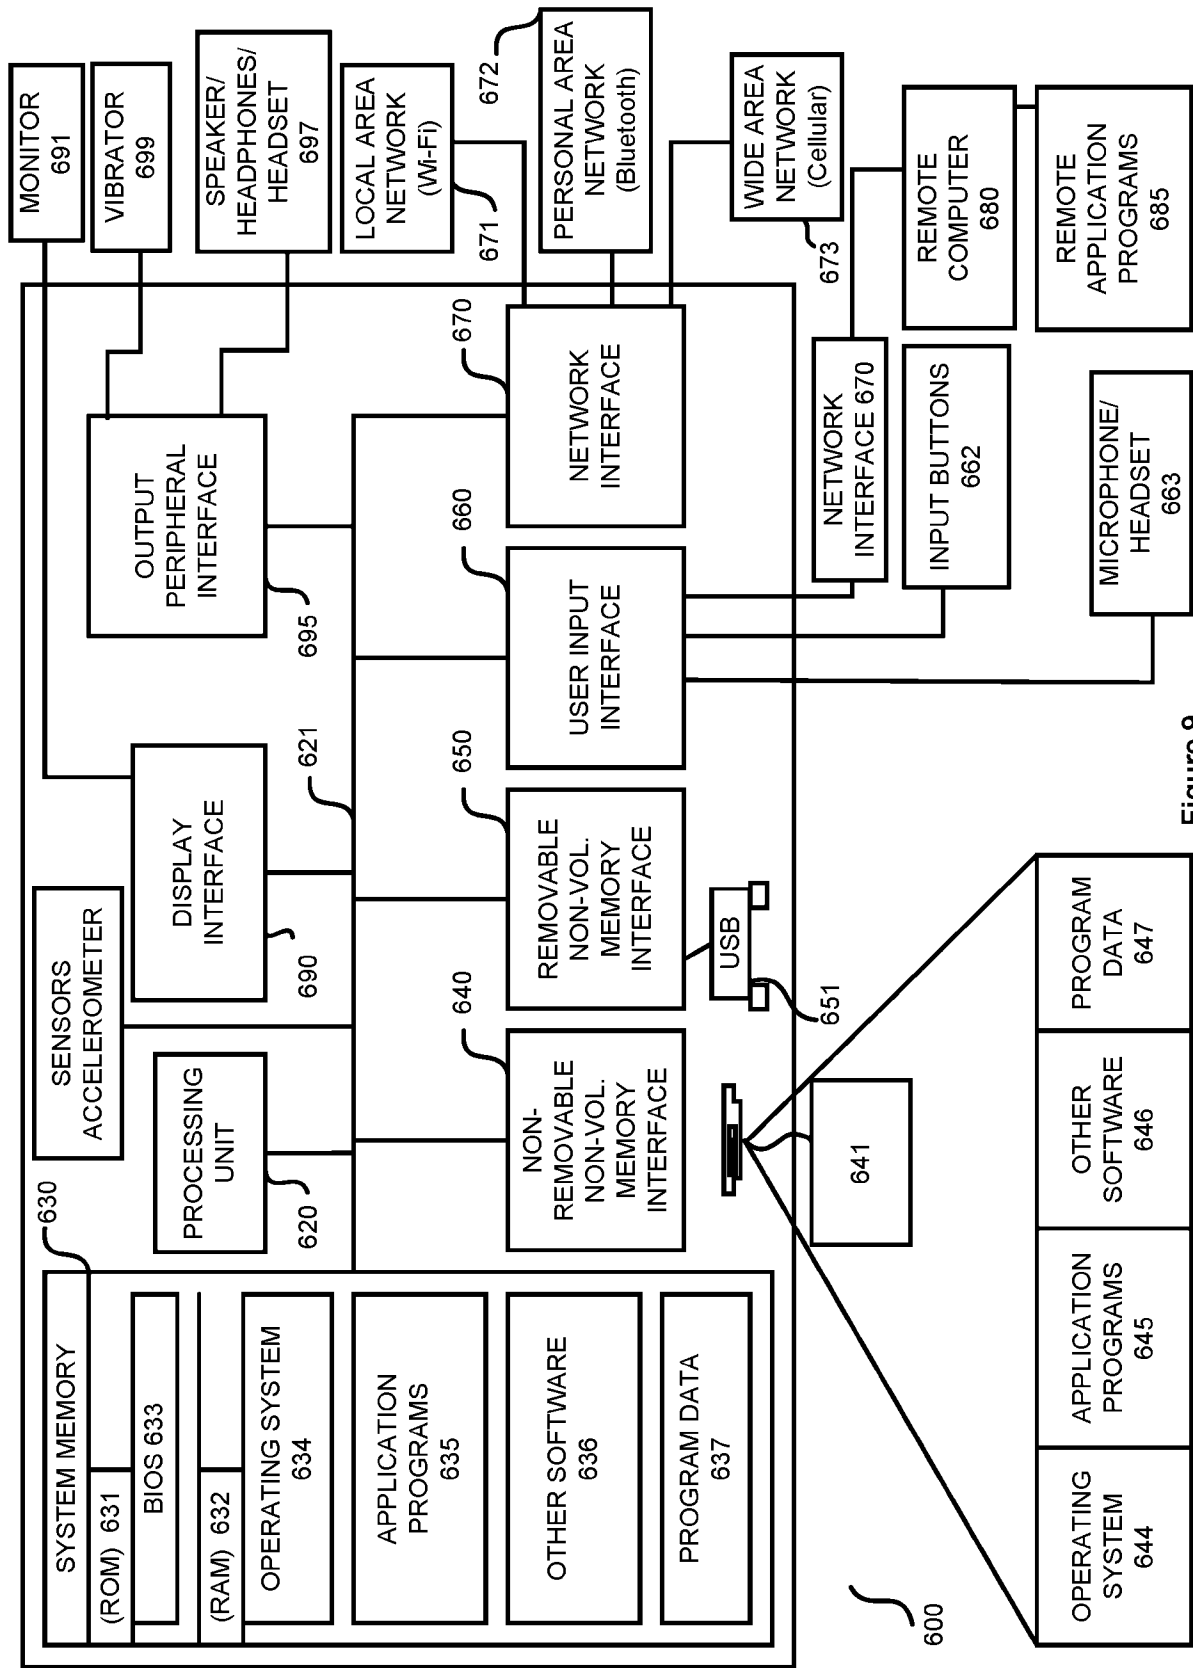 SYSTEM MEMORY
630
(ROM) 631
BIOS 633
(RAM) 632
OPERATING SYSTEM
634
APPLICATION
PROGRAMS
635
OTHER SOFTWARE
636
PROGRAM DATA
637
PROCESSING
UNIT
620
SENSORS
ACCELEROMETER
DISPLAY
INTERFACE
690
621
OUTPUT
PERIPHERAL
INTERFACE
695
MONITOR
691
VIBRATOR
699
SPEAKER/
HEADPHONES/
HEADSET
697
LOCAL AREA
NETWORK
(Wi-Fi)
671
672
PERSONAL AREA
NETWORK
(Bluetooth)
WIDE AREA
NETWORK
(Cellular)
673
640
NON-
REMOVABLE
NON-VOL.
MEMORY
INTERFACE
650
REMOVABLE
NON-VOL.
MEMORY
INTERFACE
660
USER INPUT
INTERFACE
670
NETWORK
INTERFACE
USB
651
641
NETWORK
INTERFACE 670
REMOTE
COMPUTER
680
INPUT BUTTONS
662
REMOTE
APPLICATION
PROGRAMS
685
MICROPHONE/
HEADSET
663
600
OPERATING
SYSTEM
644
APPLICATION
PROGRAMS
645
OTHER
SOFTWARE
646
PROGRAM
DATA
647
Figure 9